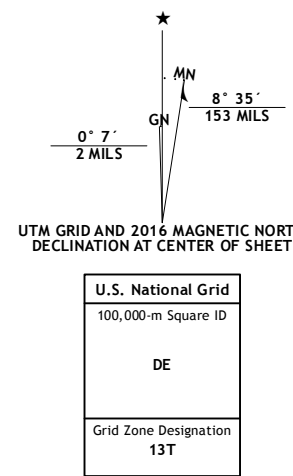 ★
MN
GN
8° 35´
153 MILS
0° 7´
2 MILS
UTM GRID AND 2016 MAGNETIC NORT
DECLINATION AT CENTER OF SHEET
U.S. National Grid
100,000-m Square ID
DE
Grid Zone Designation
13T